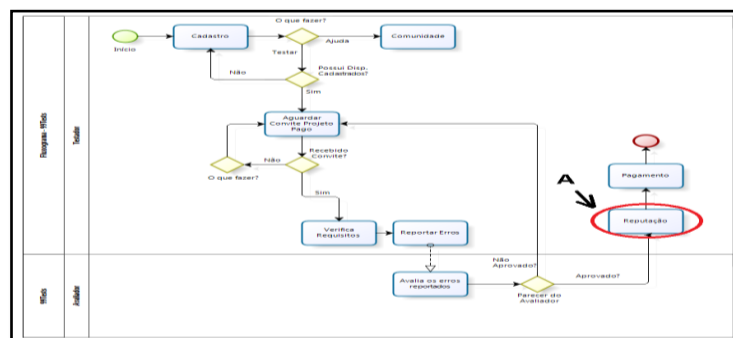 O que fazer?
Cadastro
Ajuda
Comunidade
Início
Testar
Possui Disp.
Cadastrados?
Não
Sim
Aguardar
Convite Projeto
Pago
Recebido
Convite?
Não
O que fazer?
Sim
Verifica
Requisitos
Reportar Erros
A
Pagamento
Reputação
Testador
Não
Aprovado?
Aprovado?
Avalia os erros
reportados
Parecer do
Avaliador
Avaliador